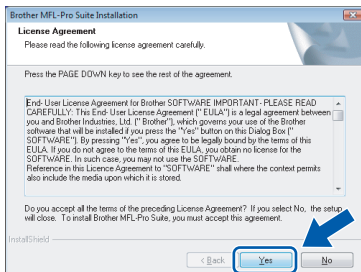 Brother MFL-Pro Suite Installation
License Agreement
Please read the following license agreement carefully.
Press the PAGE DOWN key to see the rest of the agreement.
End- User License Agreement for Brother SOFTWARE IMPORTANT- PLEASE READ
CAREFULLY: This End- User License Agreement (" EULA") is a legal agreement between
you and Brother Industries, Ltd. (" Brother"), which governs your use of the Brother
software that will be installed if you press the "Yes" button on this Dialog Box ("
SOFTWARE"). By pressing "Yes", you agree to be legally bound by the terms of this
EULA. If you do not agree to the terms of this EULA, you obtain no license for the
SOFTWARE. In such case, you may not use the SOFTWARE.
Reference in this Licence Agreement to "SOFTWARE" shall where the context permits
also include the media upon which it is stored.
Do you accept all the terms of the preceding License Agreement? If you select No, the setup
will close. To install Brother MFL-Pro Suite, you must accept this agreement.
InstallShield
< Back
Yes
No